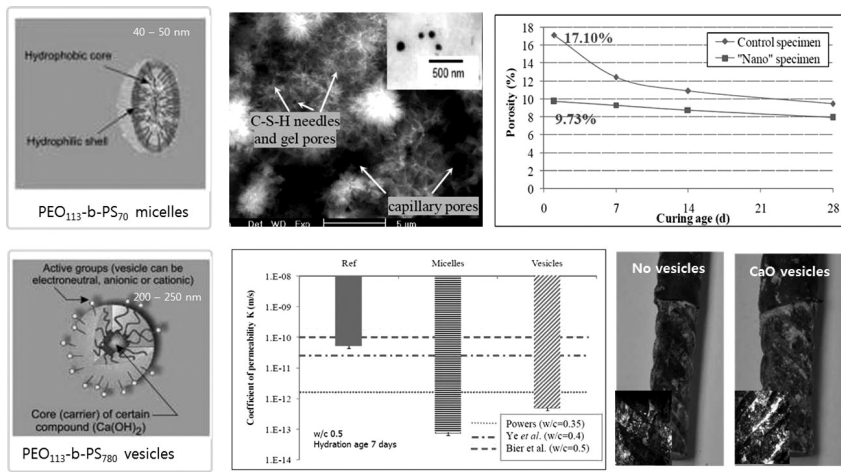 40 – 50 nm
Hydrophobic core
Hydrophilic shell
PEO113-b-PS70 micelles
500 nm
C-S-H needles
and gel pores
capillary pores
Det WD Exp
5 µm
17.10%
9.73%
Control specimen
"Nano" specimen
Porosity (%)
18
16
14
12
10
8
6
4
2
0
0 7 14 21 28
Curing age (d)
Active groups (vesicle can be
electroneutral, anionic or cationic)
200 – 250 nm
Core (carrier) of certain
compound (Ca(OH)2)
PEO113-b-PS780 vesicles
Ref Micelles Vesicles
Coefficient of permeability K (m/s)
1.E-08
1.E-09
1.E-10
1.E-11
1.E-12
1.E-13
1.E-14
w/c 0.5
Hydration age 7 days
Powers (w/c=0.35)
Ye et al. (w/c=0.4)
Bier et al. (w/c=0.5)
No vesicles
CaO vesicles